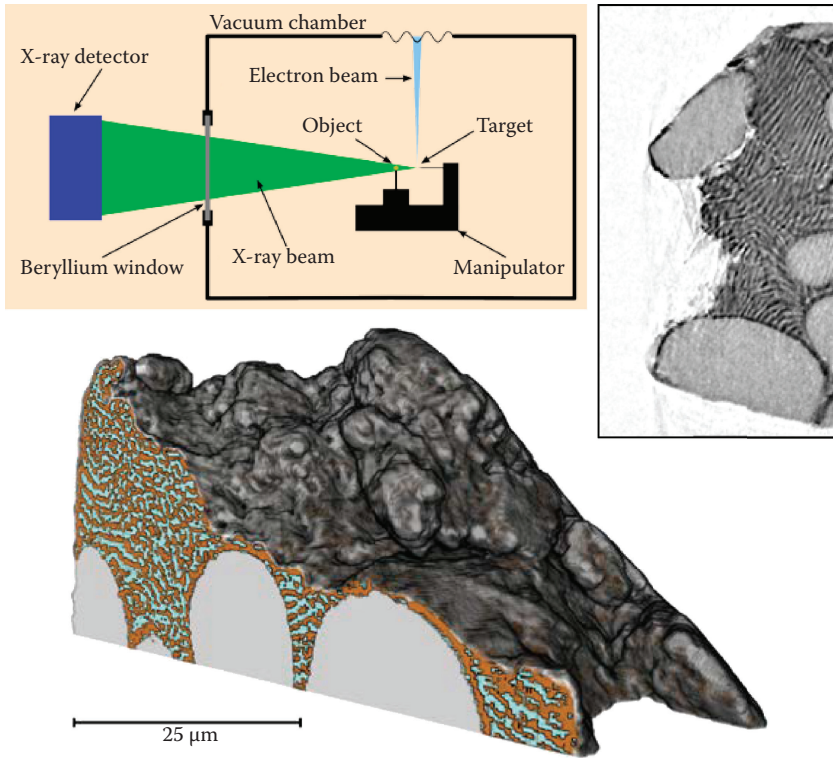 Vacuum chamber
X-ray detector
Electron beam
Object
Target
Beryllium window
X-ray beam
Manipulator
25 µm